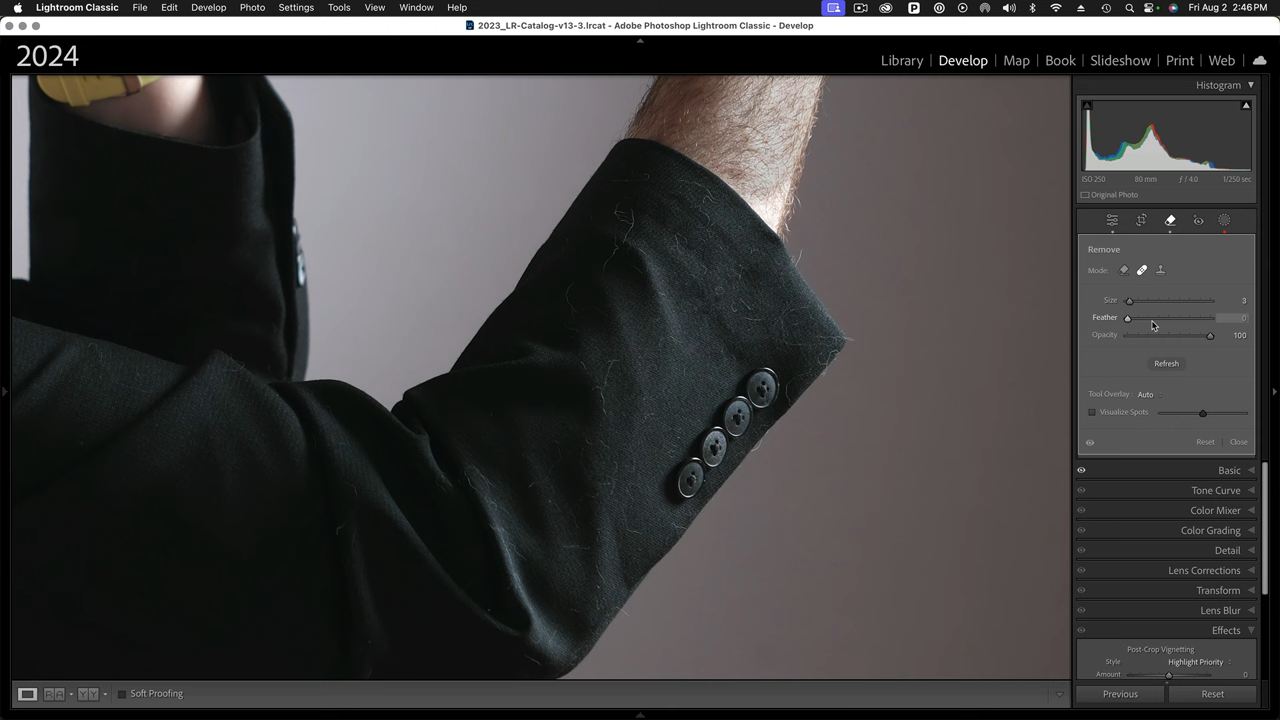 Lightroom Classic File Edit Develop Photo Settings Tools View Window Help Fri Aug 2 2:46 PM
2023_LR-Catalog-v13-3.lrcat - Adobe Photoshop Lightroom Classic - Develop
2024 Library | Develop | Map | Book | Slideshow | Print | Web
Histogram
ISO 250 80 mm ƒ / 4.0 1/250 sec
Original Photo
Remove
Mode:
Size 3
Feather 0
Opacity 100
Refresh
Tool Overlay: Auto
Visualize Spots
Reset Close
Basic
Tone Curve
Color Mixer
Color Grading
Detail
Lens Corrections
Transform
Lens Blur
Effects
Post-Crop Vignetting
Style Highlight Priority
Amount 0
Soft Proofing Previous Reset